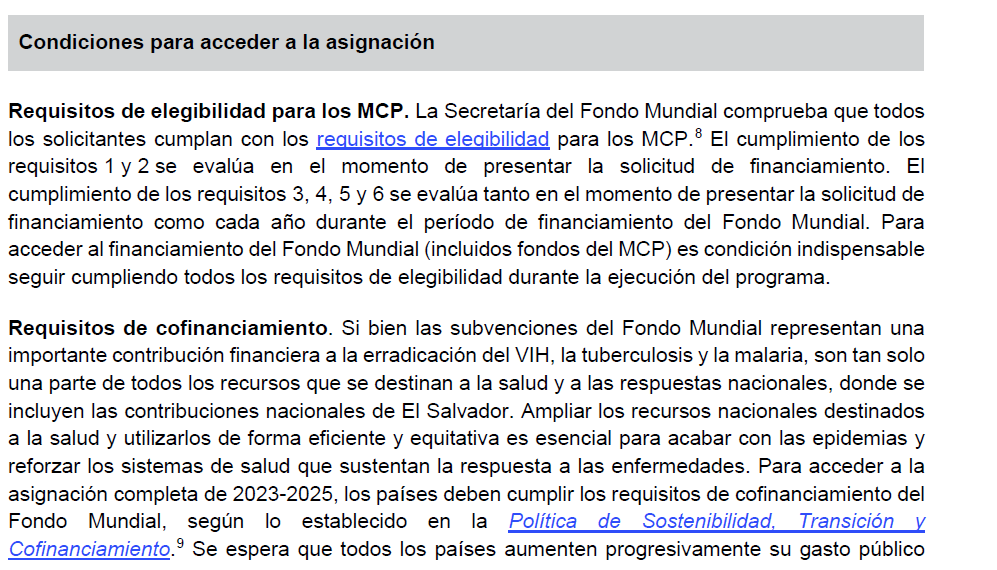 Condiciones para acceder a la asignación
Requisitos de elegibilidad para los MCP. La Secretaría del Fondo Mundial comprueba que todos
los solicitantes cumplan con los requisitos de elegibilidad para los MCP.⁸ El cumplimiento de los
requisitos 1 y 2 se evalúa en el momento de presentar la solicitud de financiamiento. El
cumplimiento de los requisitos 3, 4, 5 y 6 se evalúa tanto en el momento de presentar la solicitud de
financiamiento como cada año durante el período de financiamiento del Fondo Mundial. Para
acceder al financiamiento del Fondo Mundial (incluidos fondos del MCP) es condición indispensable
seguir cumpliendo todos los requisitos de elegibilidad durante la ejecución del programa.
Requisitos de cofinanciamiento. Si bien las subvenciones del Fondo Mundial representan una
importante contribución financiera a la erradicación del VIH, la tuberculosis y la malaria, son tan solo
una parte de todos los recursos que se destinan a la salud y a las respuestas nacionales, donde se
incluyen las contribuciones nacionales de El Salvador. Ampliar los recursos nacionales destinados
a la salud y utilizarlos de forma eficiente y equitativa es esencial para acabar con las epidemias y
reforzar los sistemas de salud que sustentan la respuesta a las enfermedades. Para acceder a la
asignación completa de 2023-2025, los países deben cumplir los requisitos de cofinanciamiento del
Fondo Mundial, según lo establecido en la Política de Sostenibilidad, Transición y
Cofinanciamiento.⁹ Se espera que todos los países aumenten progresivamente su gasto público